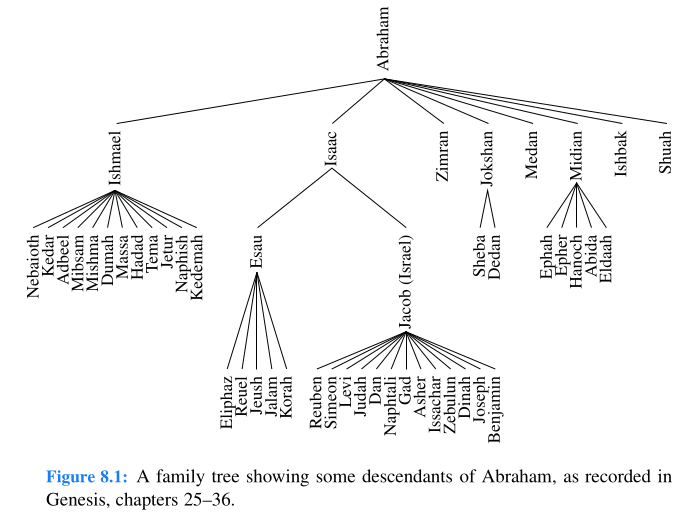 Abraham
Ishmael
Isaac
Zimran
Jokshan
Medan
Midian
Ishbak
Shuah
Nebaioth
Kedar
Adbeel
Mibsam
Mishma
Dumah
Massa
Hadad
Tema
Jetur
Naphish
Kedemah
Esau
Jacob (Israel)
Sheba
Dedan
Ephah
Epher
Hanoch
Abida
Eldaah
Eliphaz
Reuel
Jeush
Jalam
Korah
Reuben
Simeon
Levi
Judah
Dan
Naphtali
Gad
Asher
Issachar
Zebulun
Dinah
Joseph
Benjamin
Figure 8.1: A family tree showing some descendants of Abraham, as recorded in
Genesis, chapters 25–36.